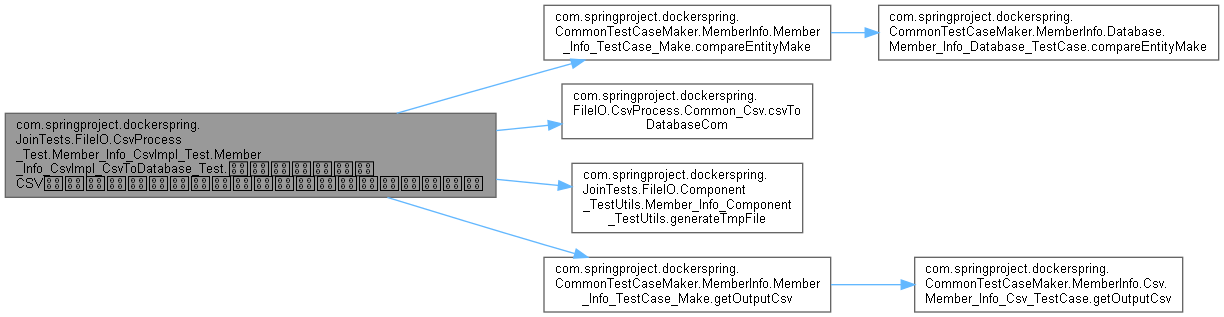 com.springproject.dockerspring.
CommonTestCaseMaker.MemberInfo.Member
_Info_TestCase_Make.compareEntityMake
com.springproject.dockerspring.
CommonTestCaseMaker.MemberInfo.Database.
Member_Info_Database_TestCase.compareEntityMake
com.springproject.dockerspring.
FileIO.CsvProcess.Common_Csv.csvTo
DatabaseCom
com.springproject.dockerspring.
JoinTests.FileIO.CsvProcess
_Test.Member_Info_CsvImpl_Test.Member
_Info_CsvImpl_CsvToDatabase_Test.
CSV
com.springproject.dockerspring.
JoinTests.FileIO.Component
_TestUtils.Member_Info_Component
_TestUtils.generateTmpFile
com.springproject.dockerspring.
CommonTestCaseMaker.MemberInfo.Member
_Info_TestCase_Make.getOutputCsv
com.springproject.dockerspring.
CommonTestCaseMaker.MemberInfo.Csv.
Member_Info_Csv_TestCase.getOutputCsv